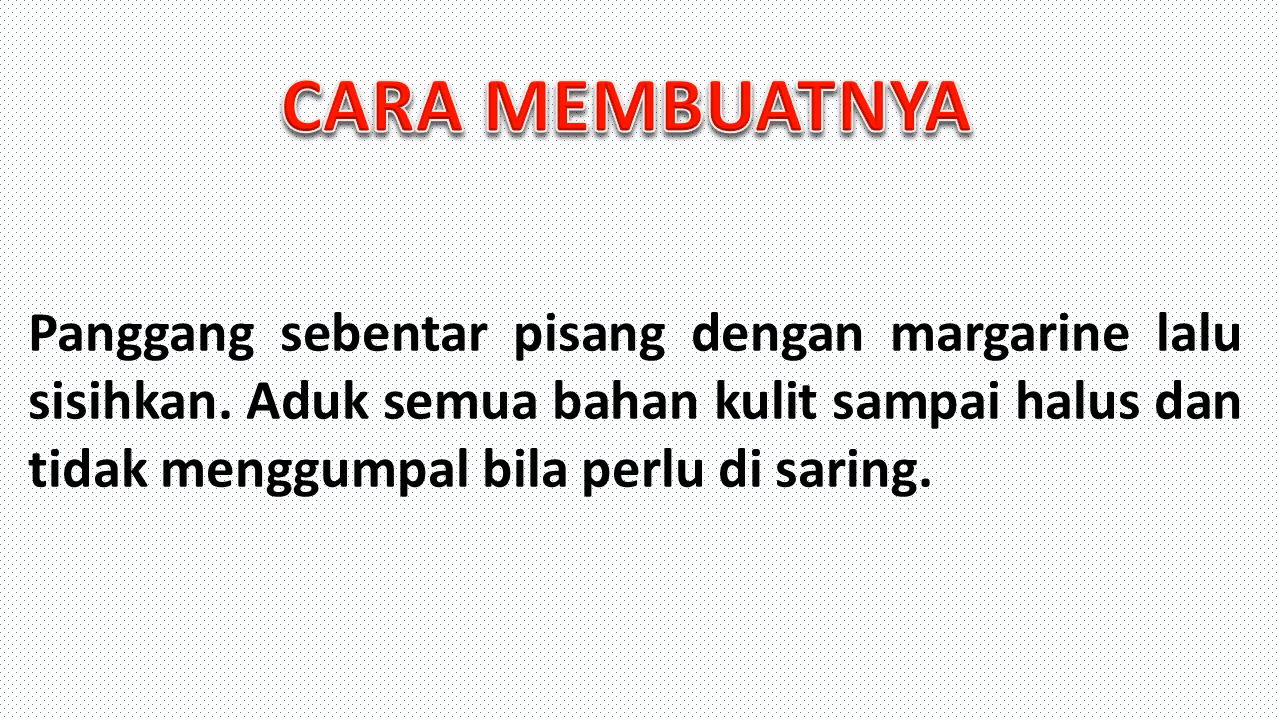 CARA MEMBUATNYA
Panggang sebentar pisang dengan margarine lalu
sisihkan. Aduk semua bahan kulit sampai halus dan
tidak menggumpal bila perlu di saring.